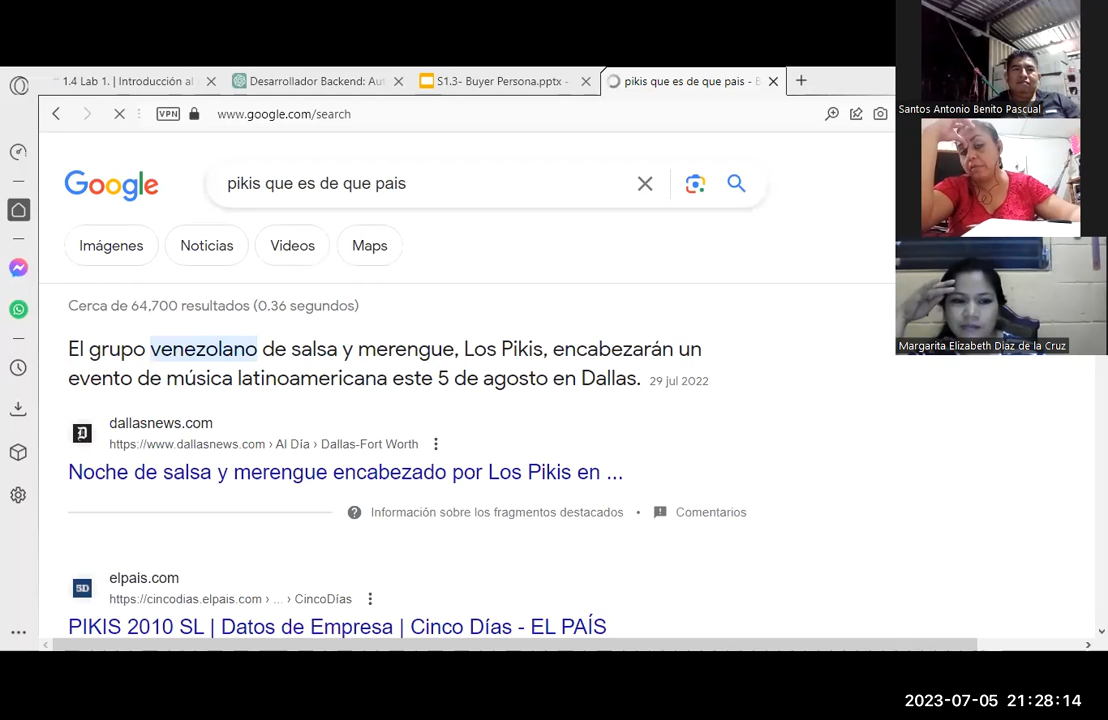 1.4 Lab 1. | Introducción al
Desarrollador Backend: Aut
S1.3- Buyer Persona.pptx -
pikis que es de que pais - B
VPN
www.google.com/search
Google
pikis que es de que pais
Imágenes
Noticias
Videos
Maps
Cerca de 64,700 resultados (0.36 segundos)
El grupo venezolano de salsa y merengue, Los Pikis, encabezarán un
evento de música latinoamericana este 5 de agosto en Dallas. 29 jul 2022
dallasnews.com
https://www.dallasnews.com › Al Día › Dallas-Fort Worth
Noche de salsa y merengue encabezado por Los Pikis en ...
Información sobre los fragmentos destacados • Comentarios
elpais.com
https://cincodias.elpais.com › ... › CincoDías
PIKIS 2010 SL | Datos de Empresa | Cinco Días - EL PAÍS
Santos Antonio Benito Pascual
Margarita Elizabeth Diaz de la Cruz
2023-07-05 21:28:14